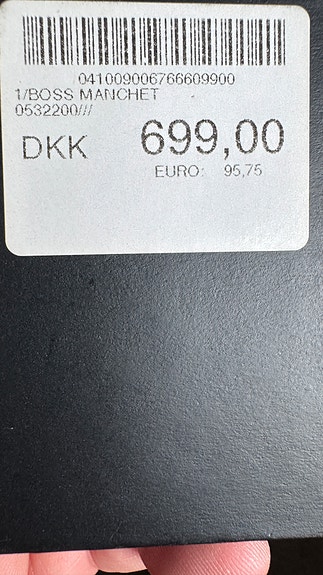 041009006766609900
1/BOSS MANCHET
0532200///
DKK 699,00
EURO: 95,75